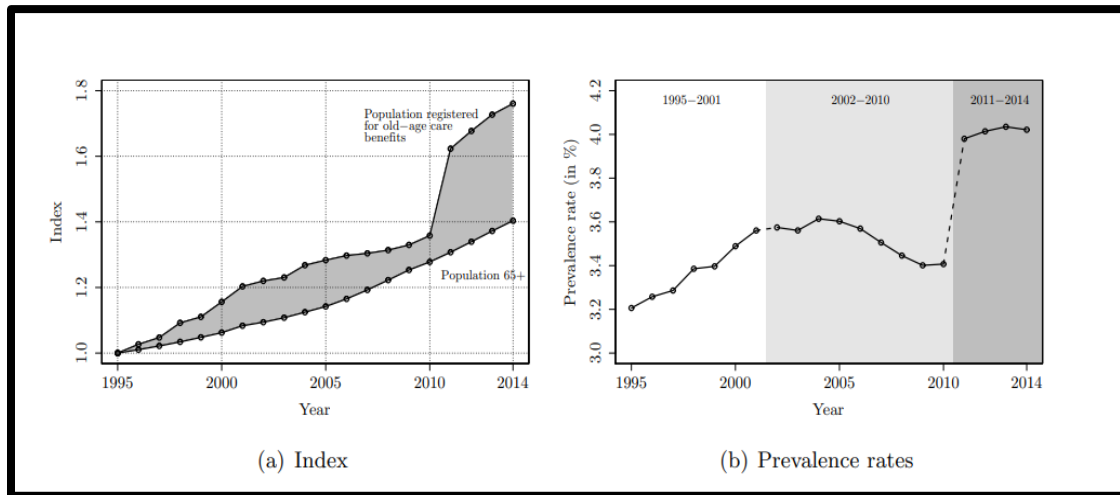 1.8
1.6
1.4
1.2
1.0
Index
Population registered
for old−age care
benefits
Population 65+
1995
2000
2005
2010
2014
Year
(a) Index
4.2
4.0
3.8
3.6
3.4
3.2
3.0
Prevalence rate (in %)
1995−2001
2002−2010
2011−2014
1995
2000
2005
2010
2014
Year
(b) Prevalence rates